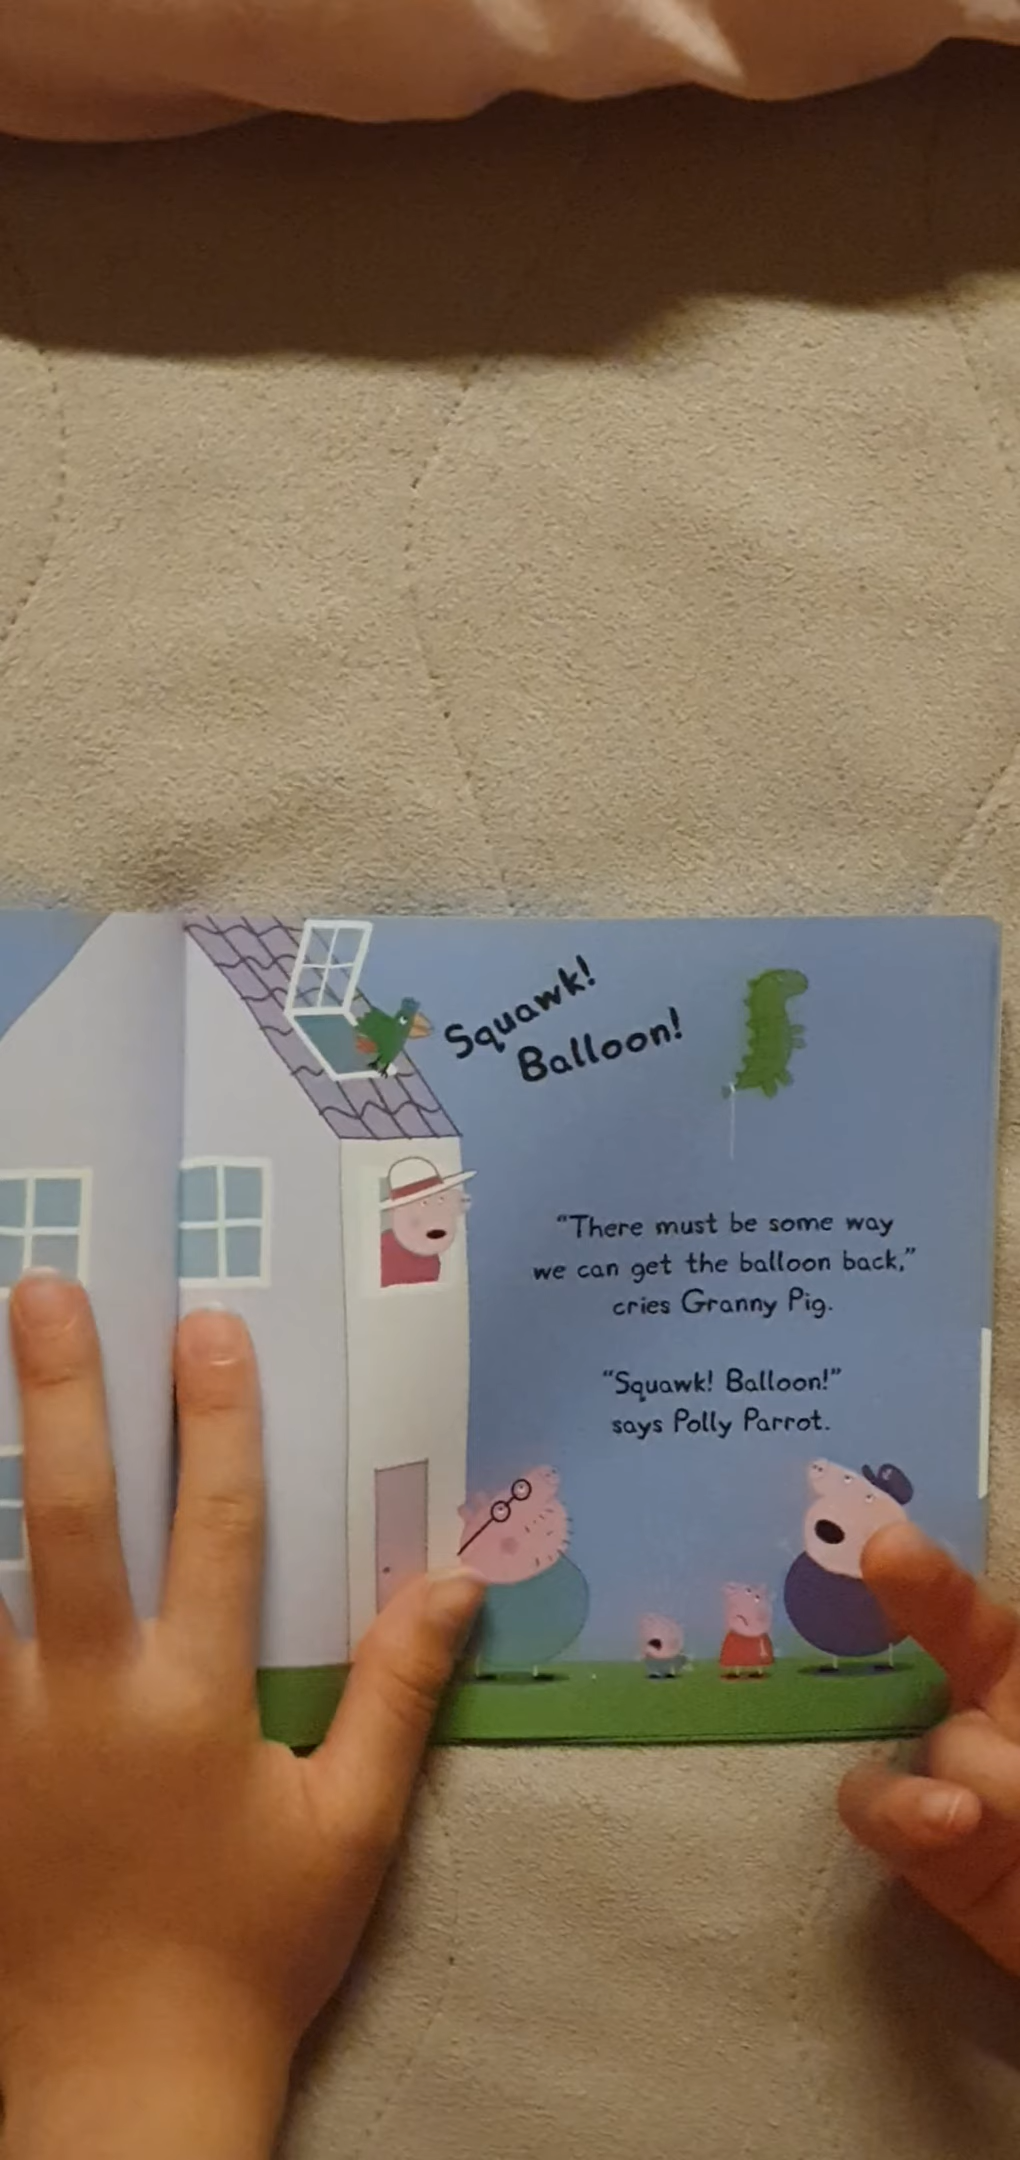 Squawk!
Balloon!
“There must be some way
we can get the balloon back,”
cries Granny Pig.
“Squawk! Balloon!”
says Polly Parrot.